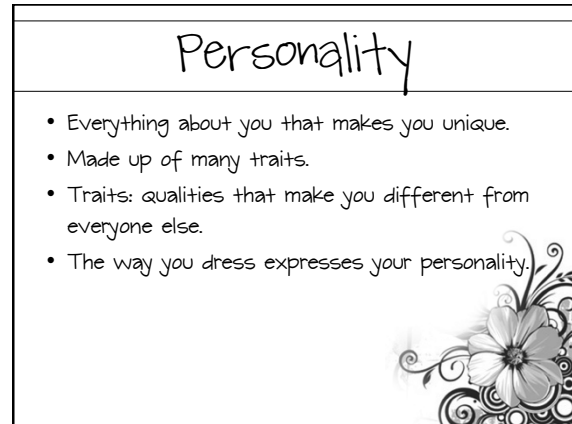 Personality
• Everything about you that makes you unique.
• Made up of many traits.
• Traits: qualities that make you different from
everyone else.
• The way you dress expresses your personality.